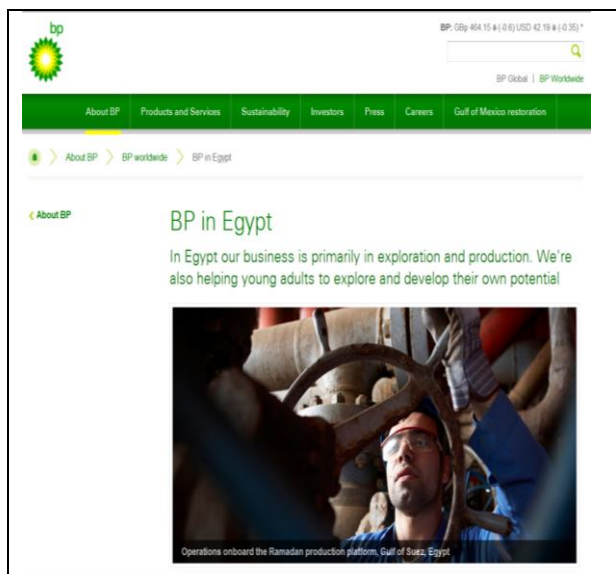 bp
BP: GBp 464.15 (-0.6) USD 42.19 (-0.35) *
BP Global | BP Worldwide
About BP Products and Services Sustainability Investors Press Careers Gulf of Mexico restoration
About BP BP worldwide BP in Egypt
About BP
BP in Egypt
In Egypt our business is primarily in exploration and production. We're
also helping young adults to explore and develop their own potential
Operations onboard the Ramadan production platform, Gulf of Suez, Egypt